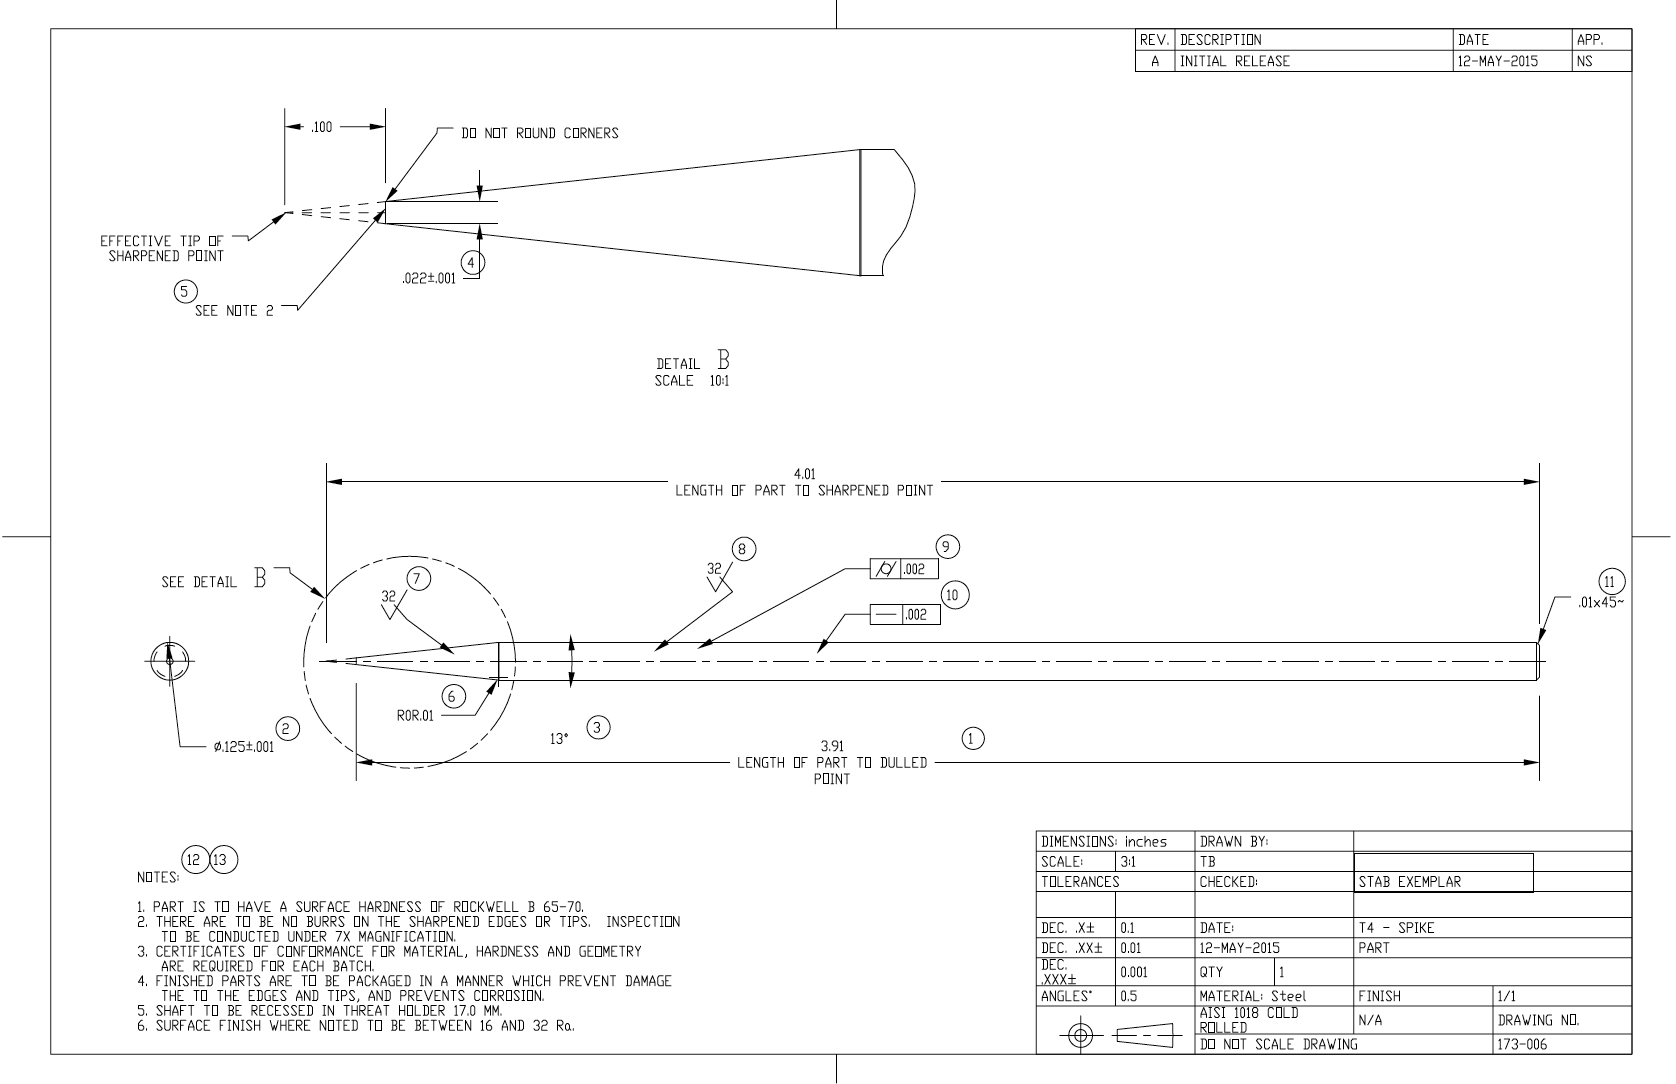 REV. DESCRIPTION DATE APP.
A INITIAL RELEASE 12-MAY-2015 NS
.100
DO NOT ROUND CORNERS
EFFECTIVE TIP OF
SHARPENED POINT
4
.022±.001
5
SEE NOTE 2
DETAIL B
SCALE 10:1
4.01
LENGTH OF PART TO SHARPENED POINT
SEE DETAIL B
7
32
8
32
9
.002
10
.002
11
.01x45~
6
R0R.01
2
Ø.125±.001
13°
3
1
3.91
LENGTH OF PART TO DULLED
POINT
12 13
NOTES:
1. PART IS TO HAVE A SURFACE HARDNESS OF ROCKWELL B 65-70.
2. THERE ARE TO BE NO BURRS ON THE SHARPENED EDGES OR TIPS. INSPECTION
TO BE CONDUCTED UNDER 7X MAGNIFICATION.
3. CERTIFICATES OF CONFORMANCE FOR MATERIAL, HARDNESS AND GEOMETRY
ARE REQUIRED FOR EACH BATCH.
4. FINISHED PARTS ARE TO BE PACKAGED IN A MANNER WHICH PREVENT DAMAGE
THE TO THE EDGES AND TIPS, AND PREVENTS CORROSION.
5. SHAFT TO BE RECESSED IN THREAT HOLDER 17.0 MM.
6. SURFACE FINISH WHERE NOTED TO BE BETWEEN 16 AND 32 Ra.
DIMENSIONS: inches DRAWN BY:
SCALE: 3:1 TB
TOLERANCES CHECKED: STAB EXEMPLAR
DEC. .X± 0.1 DATE: T4 - SPIKE
DEC. .XX± 0.01 12-MAY-2015 PART
DEC.
.XXX± 0.001 QTY 1
ANGLES° 0.5 MATERIAL: Steel FINISH 1/1
AISI 1018 COLD
ROLLED N/A DRAWING NO.
DO NOT SCALE DRAWING 173-006